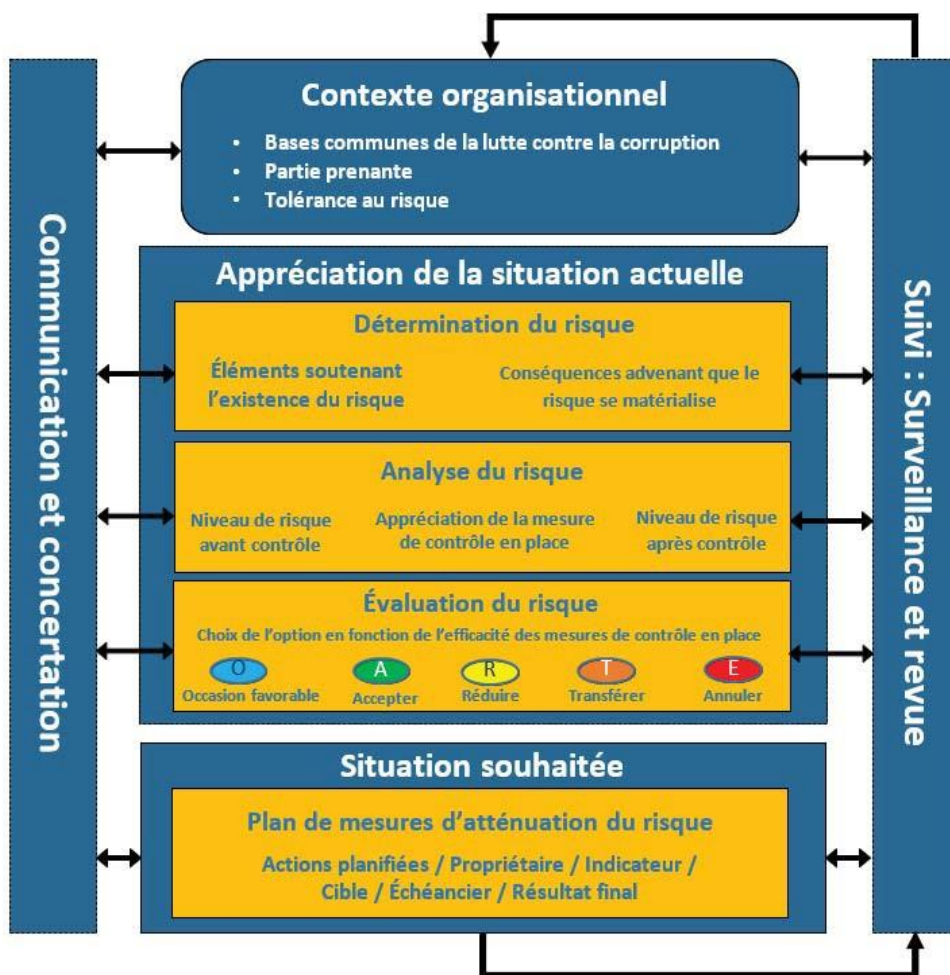 Communication et concertation
Contexte organisationnel
• Bases communes de la lutte contre la corruption
• Partie prenante
• Tolérance au risque
Appréciation de la situation actuelle
Détermination du risque
Éléments soutenant
l'existence du risque
Conséquences advenant que le
risque se matérialise
Analyse du risque
Niveau de risque
avant contrôle
Appréciation de la mesure
de contrôle en place
Niveau de risque
après contrôle
Évaluation du risque
Choix de l'option en fonction de l'efficacité des mesures de contrôle en place
O
Occasion favorable
A
Accepter
R
Réduire
T
Transférer
E
Annuler
Situation souhaitée
Plan de mesures d'atténuation du risque
Actions planifiées / Propriétaire / Indicateur /
Cible / Échéancier / Résultat final
Suivi : Surveillance et revue